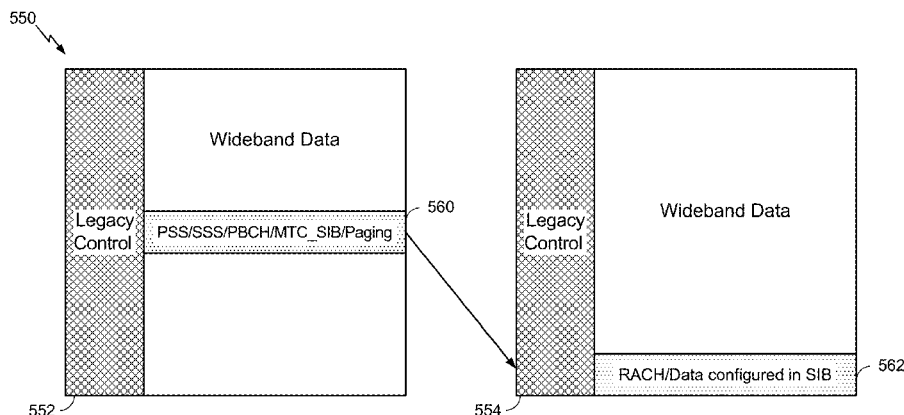 550
Wideband Data
560
Legacy
Control
PSS/SSS/PBCH/MTC_SIB/Paging
552
Wideband Data
Legacy
Control
RACH/Data configured in SIB
562
554